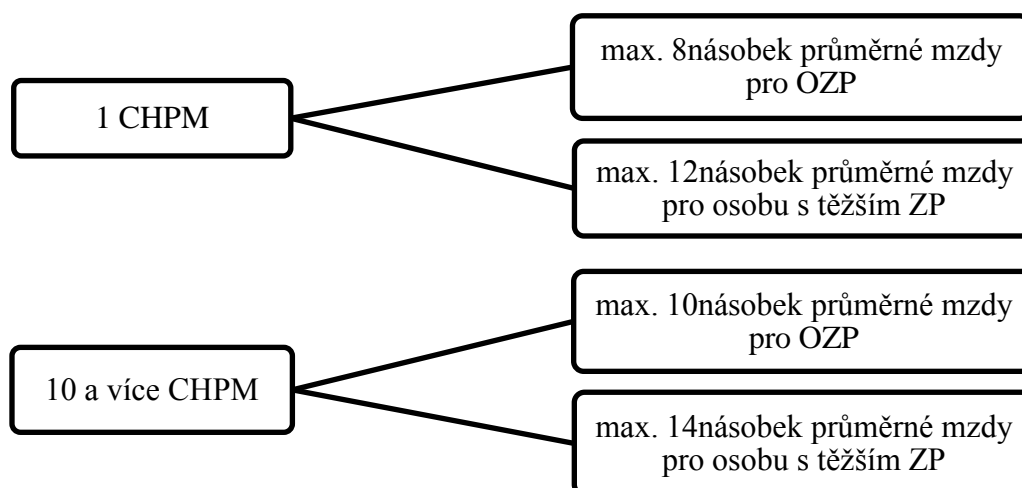 1 CHPM
max. 8násobek průměrné mzdy
pro OZP
max. 12násobek průměrné mzdy
pro osobu s těžším ZP
10 a více CHPM
max. 10násobek průměrné mzdy
pro OZP
max. 14násobek průměrné mzdy
pro osobu s těžším ZP